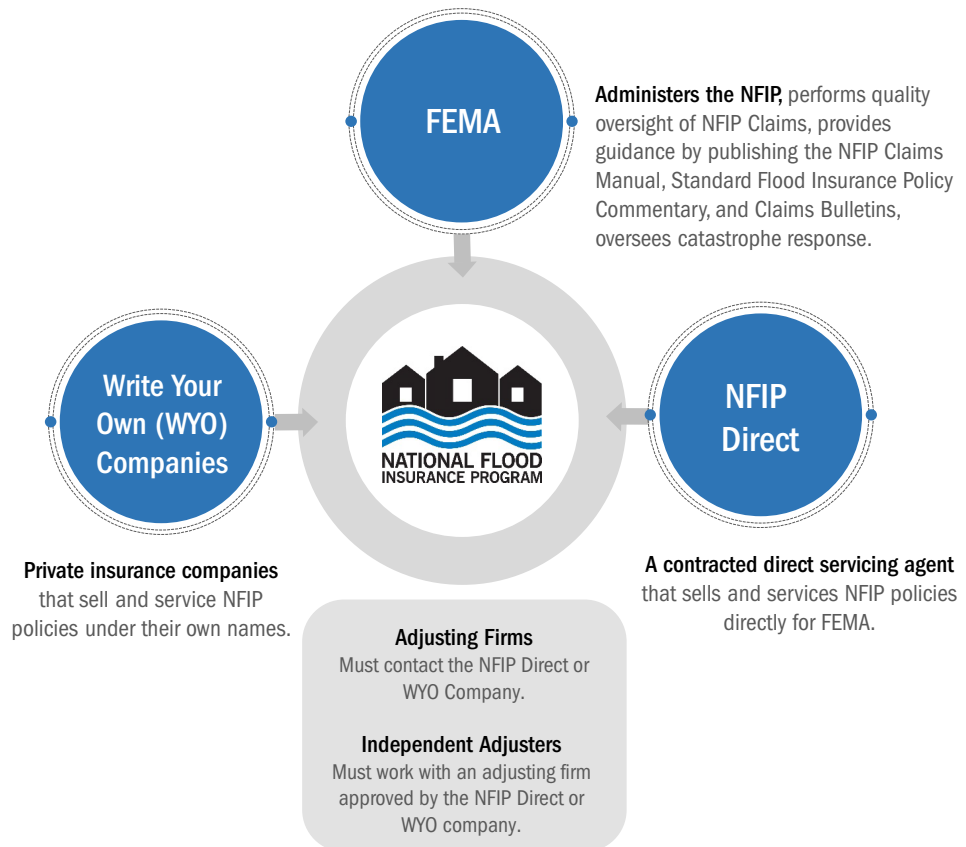 FEMA
Administers the NFIP, performs quality
oversight of NFIP Claims, provides
guidance by publishing the NFIP Claims
Manual, Standard Flood Insurance Policy
Commentary, and Claims Bulletins,
oversees catastrophe response.
Write Your
Own (WYO)
Companies
NATIONAL FLOOD
INSURANCE PROGRAM
NFIP
Direct
Private insurance companies
that sell and service NFIP
policies under their own names.
A contracted direct servicing agent
that sells and services NFIP policies
directly for FEMA.
Adjusting Firms
Must contact the NFIP Direct or
WYO Company.
Independent Adjusters
Must work with an adjusting firm
approved by the NFIP Direct or
WYO company.